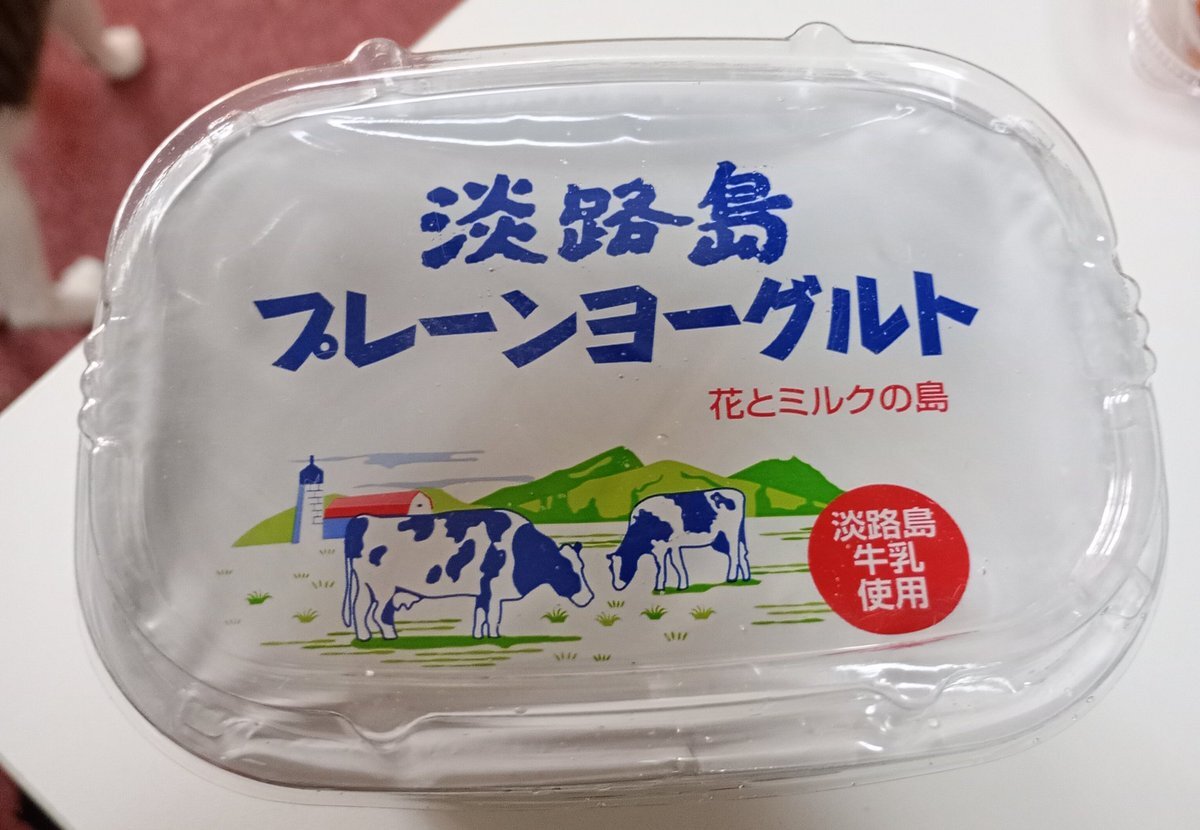 淡路島
プレーンヨーグルト
花とミルクの島
淡路島
牛乳
使用